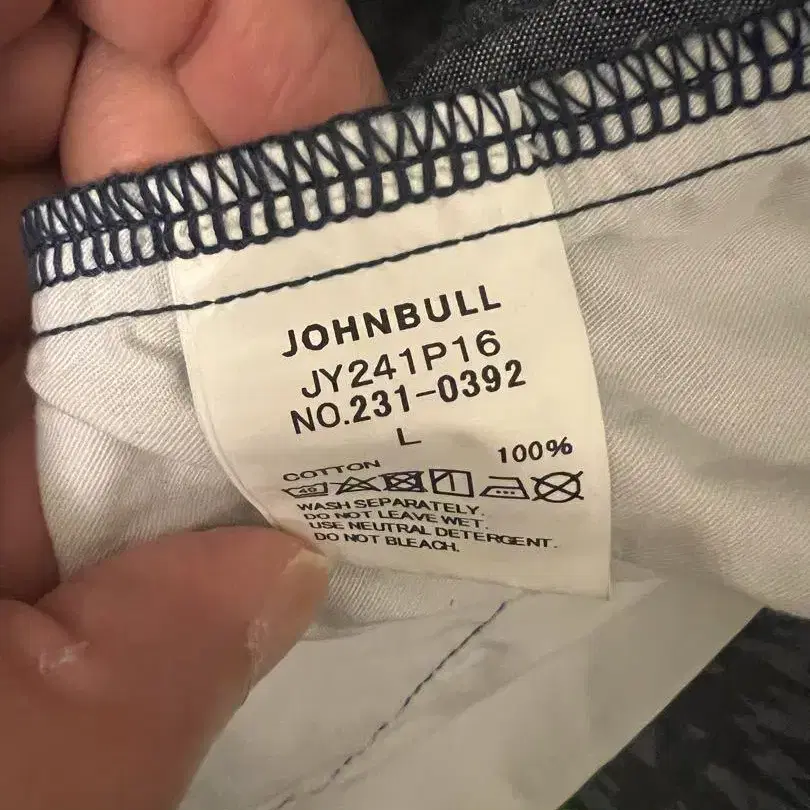 JOHNBULL
JY241P16
NO.231-0392
L
COTTON 100%
40
WASH SEPARATELY.
DO NOT LEAVE WET.
USE NEUTRAL DETERGENT.
DO NOT BLEACH.